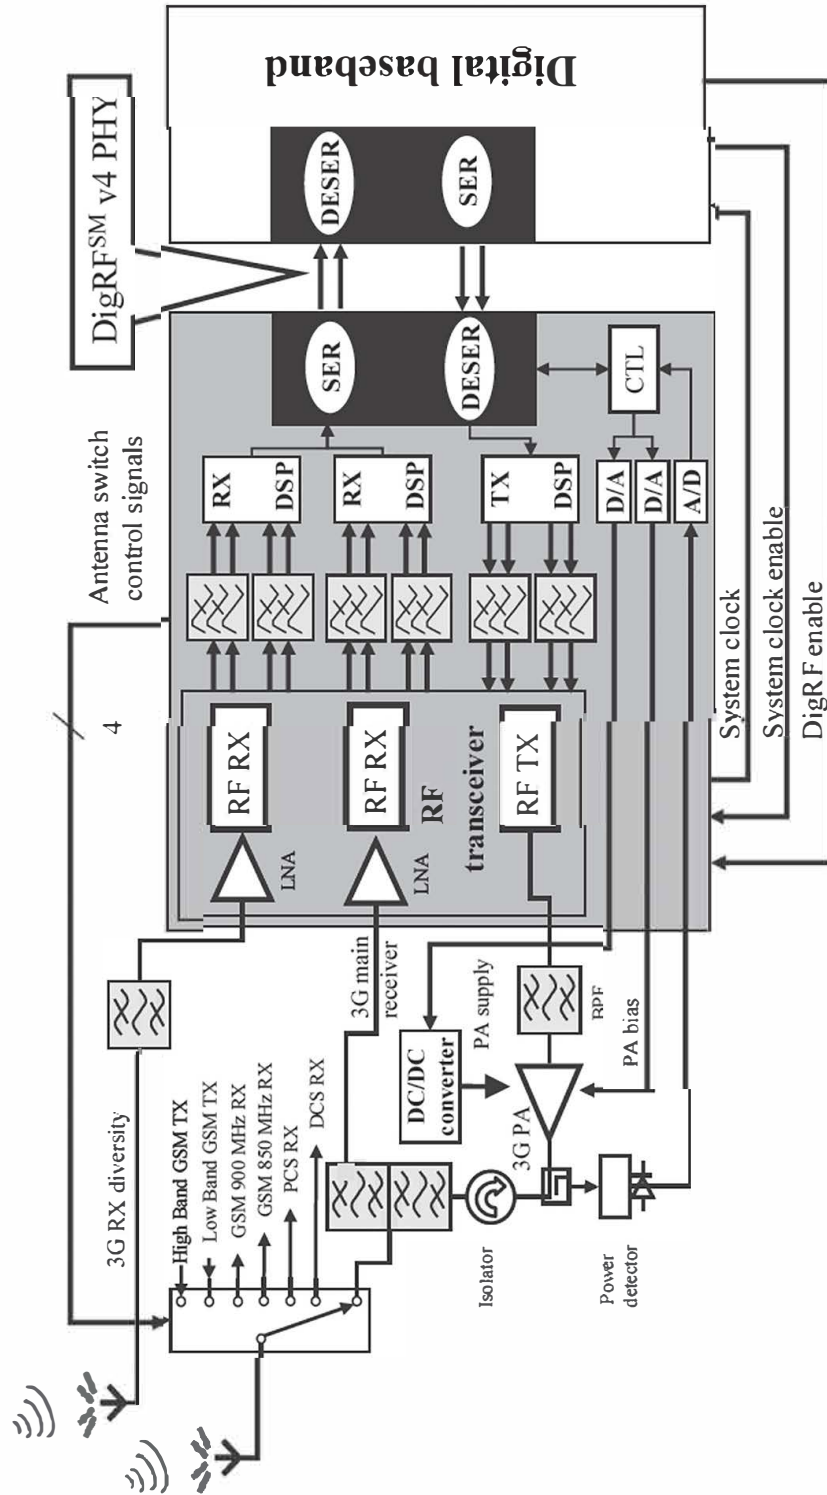 Digital baseband
DigRF SM v4 PHY
DESER
SER
SER
DESER
CTL
Antenna switch
control signals
4
RX
DSP
RX
DSP
TX
DSP
D/A
D/A
A/D
System clock
System clock enable
DigRF enable
RF RX
RF RX
RF
transceiver
RF TX
LNA
LNA
3G main
receiver
PA supply
BPF
PA bias
DC/DC
converter
3G PA
3G RX diversity
High Band GSM TX
Low Band GSM TX
GSM 900 MHz RX
GSM 850 MHz RX
PCS RX
DCS RX
Isolator
Power
detector